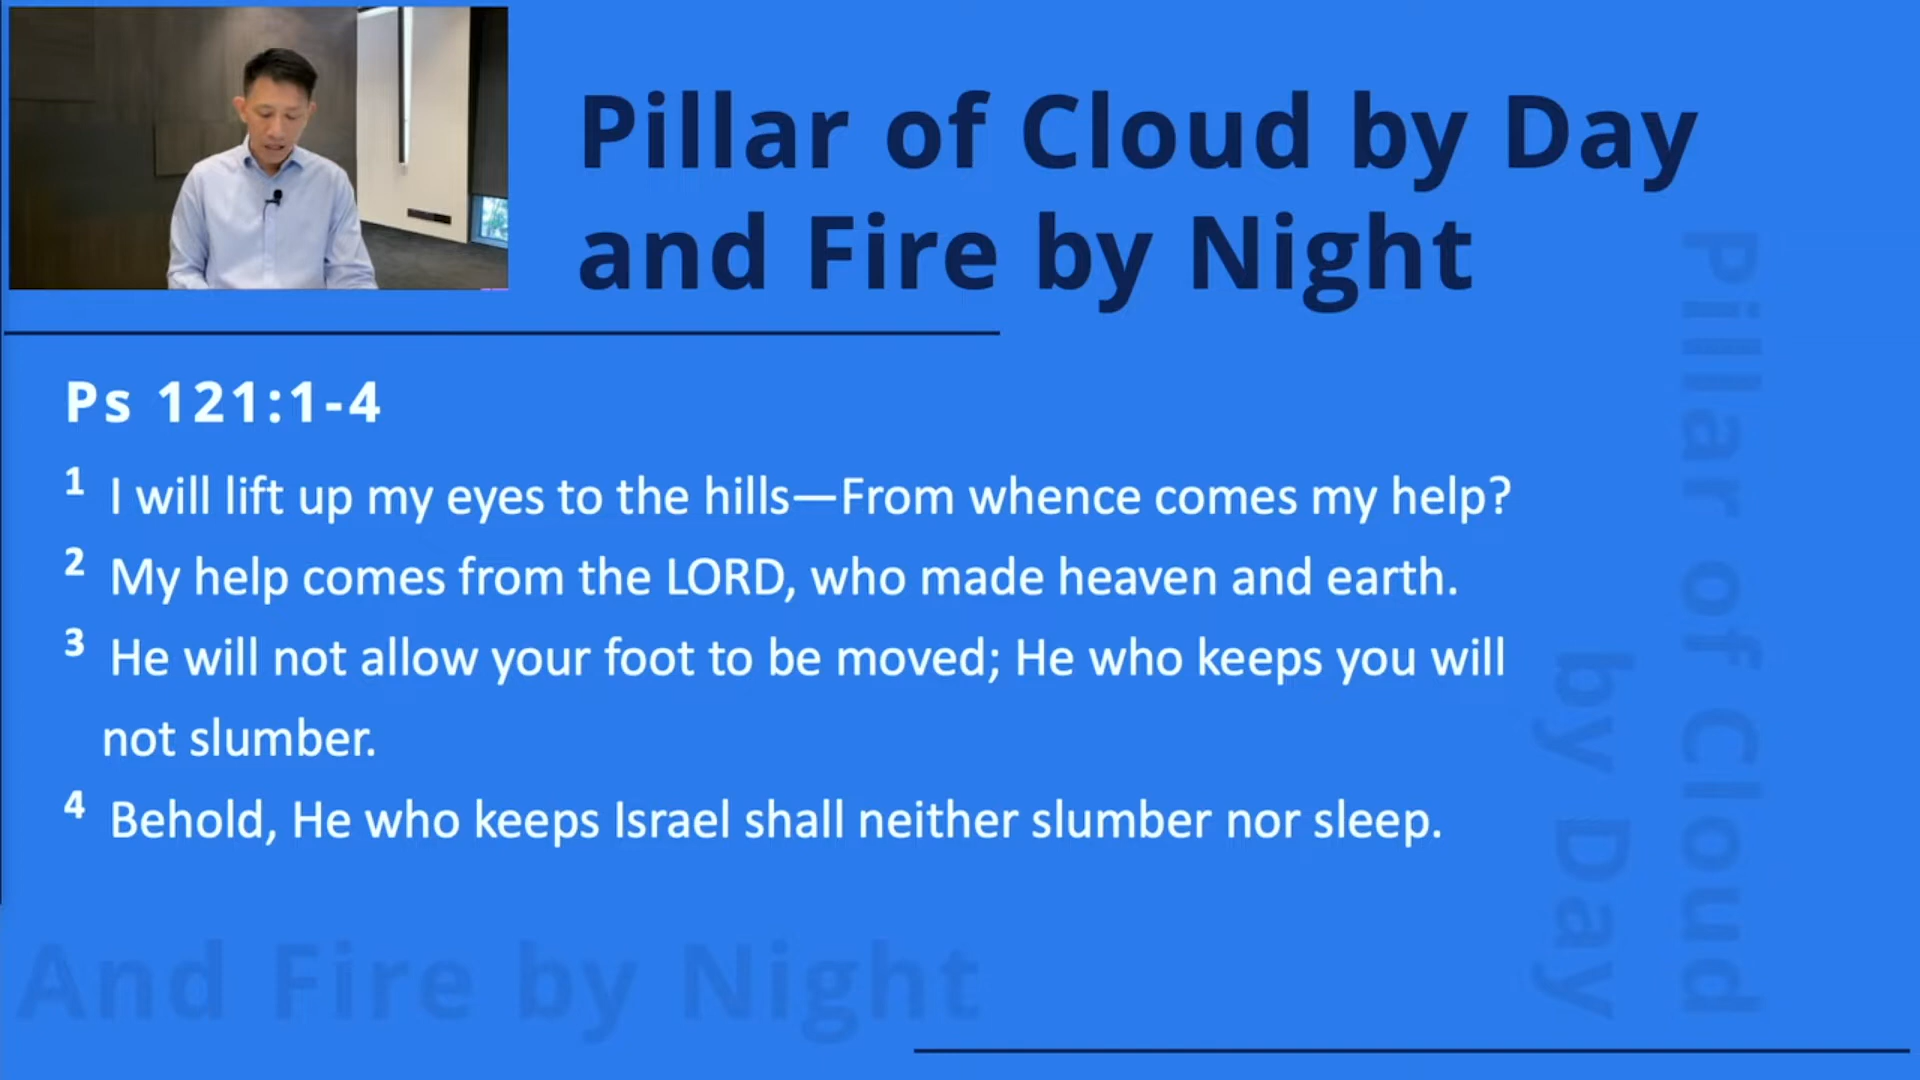 Pillar of Cloud by Day
and Fire by Night
Ps 121:1-4
1 I will lift up my eyes to the hills—From whence comes my help?
2 My help comes from the LORD, who made heaven and earth.
3 He will not allow your foot to be moved; He who keeps you will
not slumber.
4 Behold, He who keeps Israel shall neither slumber nor sleep.
Pillar of Cloud
by Day
And Fire by Night